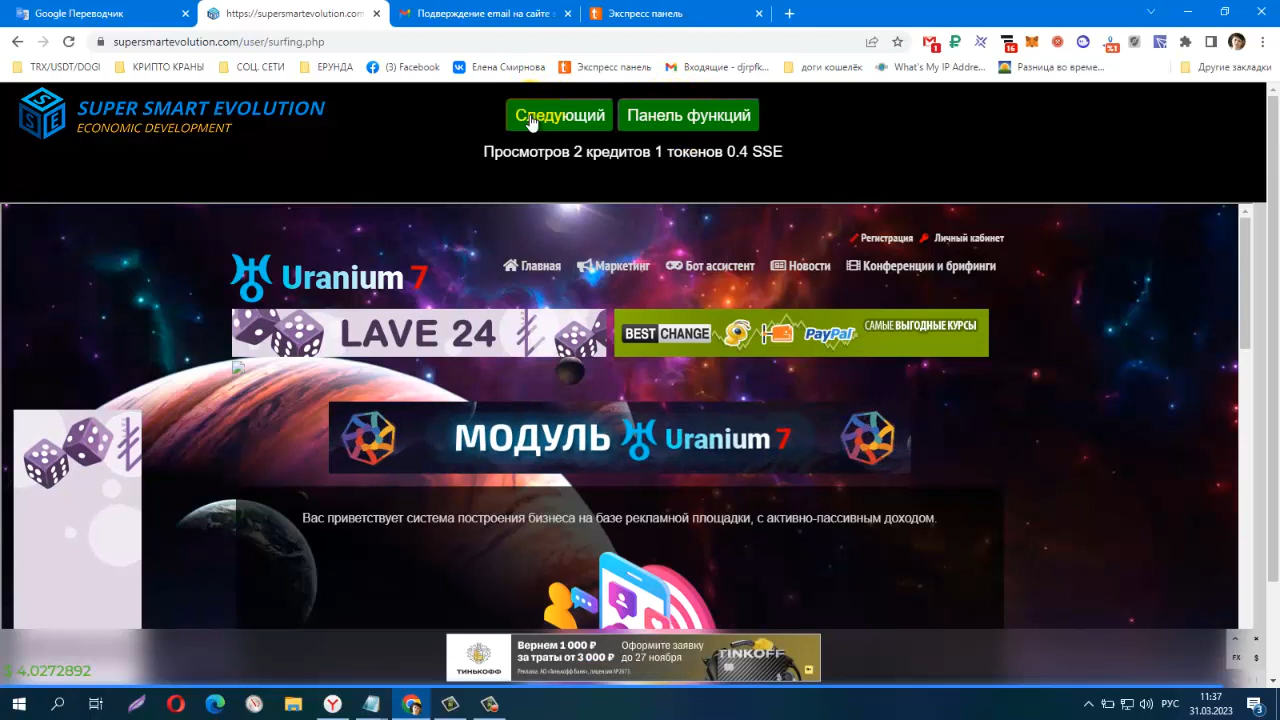 Google Переводчик
https://supersmartevolution.com
Подтверждение email на сайте
Экспресс панель
supersmartevolution.com/user/surfing.php
TRX/USDT/DOGI
КРИПТО КРАНЫ
СОЦ. СЕТИ
ЕРУНДА
(3) Facebook
Елена Смирнова
Экспресс панель
Входящие - djrpfk...
доги кошелёк
What's My IP Addre...
Разница во време...
Другие закладки
SUPER SMART EVOLUTION
ECONOMIC DEVELOPMENT
Следующий
Панель функций
Просмотров 2 кредитов 1 токенов 0.4 SSE
Регистрация
Личный кабинет
Uranium 7
Главная
Маркетинг
Бот ассистент
Новости
Конференции и брифинги
LAVE 24
BEST CHANGE
PayPal
САМЫЕ ВЫГОДНЫЕ КУРСЫ
МОДУЛЬ Uranium 7
Вас приветствует система построения бизнеса на базе рекламной площадки, с активно-пассивным доходом.
ТИНЬКОФФ
Вернем 1 000 ₽
за траты от 3 000 ₽
Оформите заявку
до 27 ноября
TINKOFF
FX
$
$ 4.0272892
РУС
11:37
31.03.2023